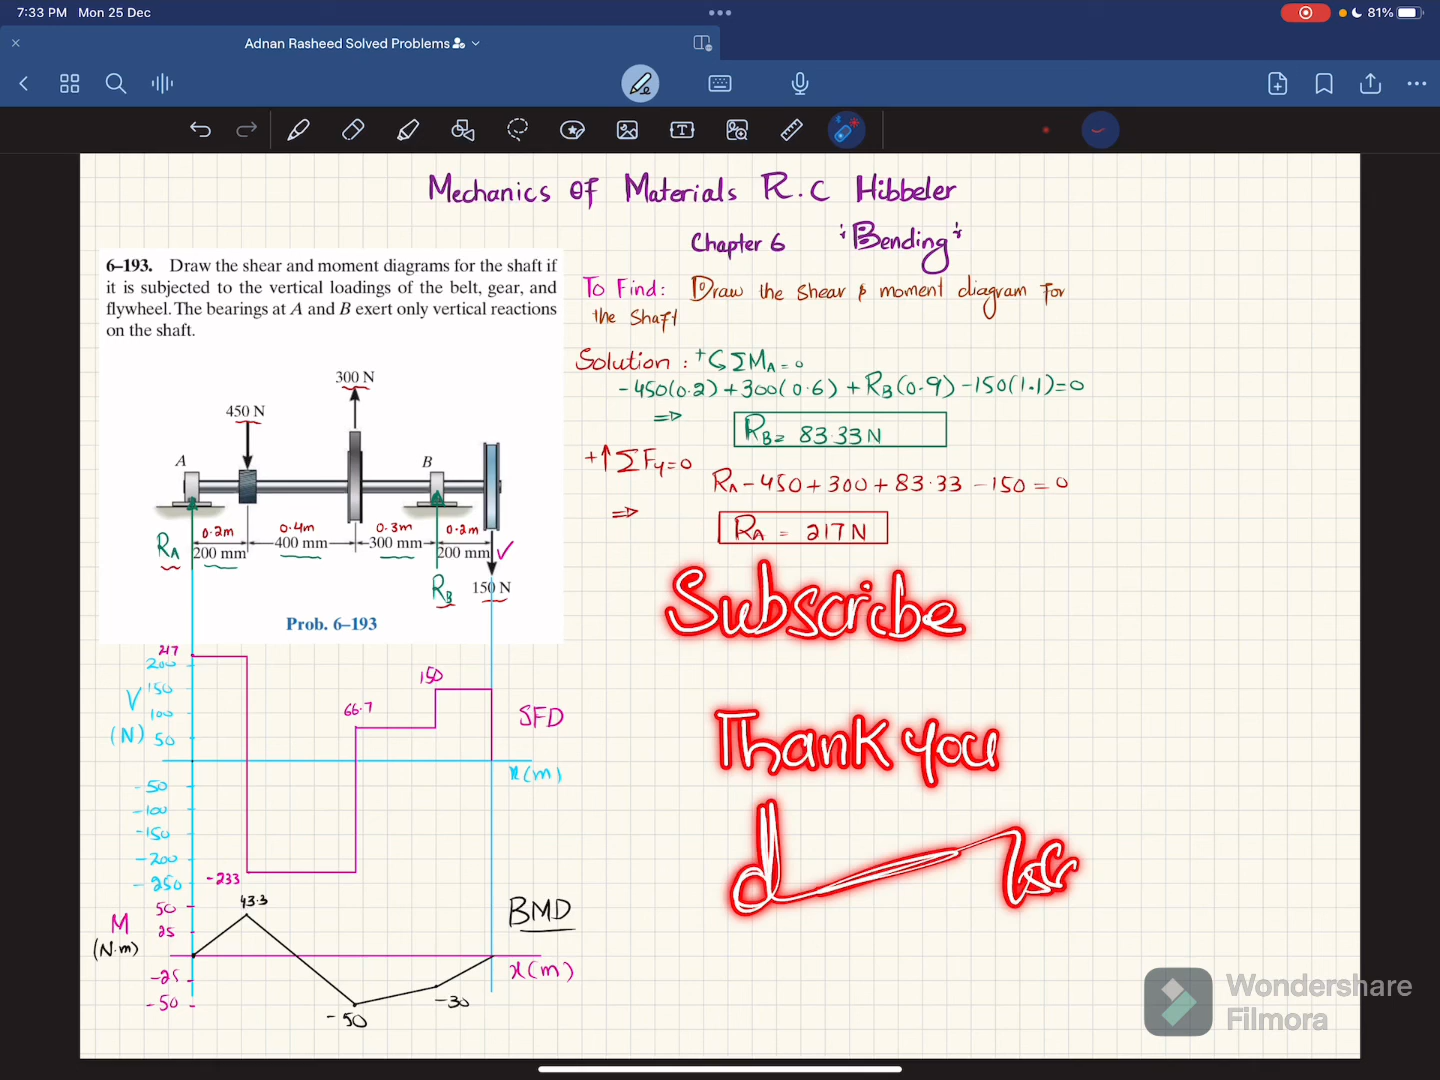 7:33 PM Mon 25 Dec
81%
Adnan Rasheed Solved Problems
Mechanics Of Materials R.C Hibbeler
Chapter 6 "Bending"
6–193. Draw the shear and moment diagrams for the shaft if
it is subjected to the vertical loadings of the belt, gear, and
flywheel. The bearings at A and B exert only vertical reactions
on the shaft.
300 N
450 N
A
B
0.2m 0.4m 0.3m 0.2m
200 mm 400 mm 300 mm 200 mm
RA
RB
150 N
Prob. 6–193
To Find: Draw the Shear & moment diagram for
the Shaft
Solution: +↺ ΣMA=0
-450(0.2)+300(0.6)+RB(0.9)-150(1.1)=0
⇒ RB= 83.33N
+↑ΣFy=0
RA-450+300+83.33-150=0
⇒ RA = 217N
Subscribe
Thank you
217
200
150
100
50
-50
-100
-150
-200
-250
V
(N)
66.7
150
-233
SFD
x(m)
M
(N.m)
50
25
-25
-50
43.3
-50
-30
BMD
x(m)
Wondershare
Filmora